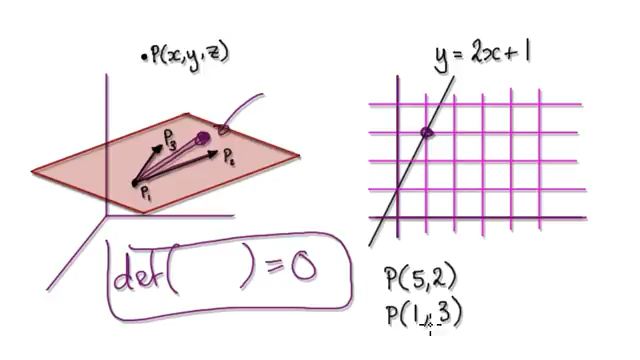 •P(x,y,z)
y = 2x+1
P₃
P₂
P₁
det( ) = 0
P(5,2)
P(1,3)